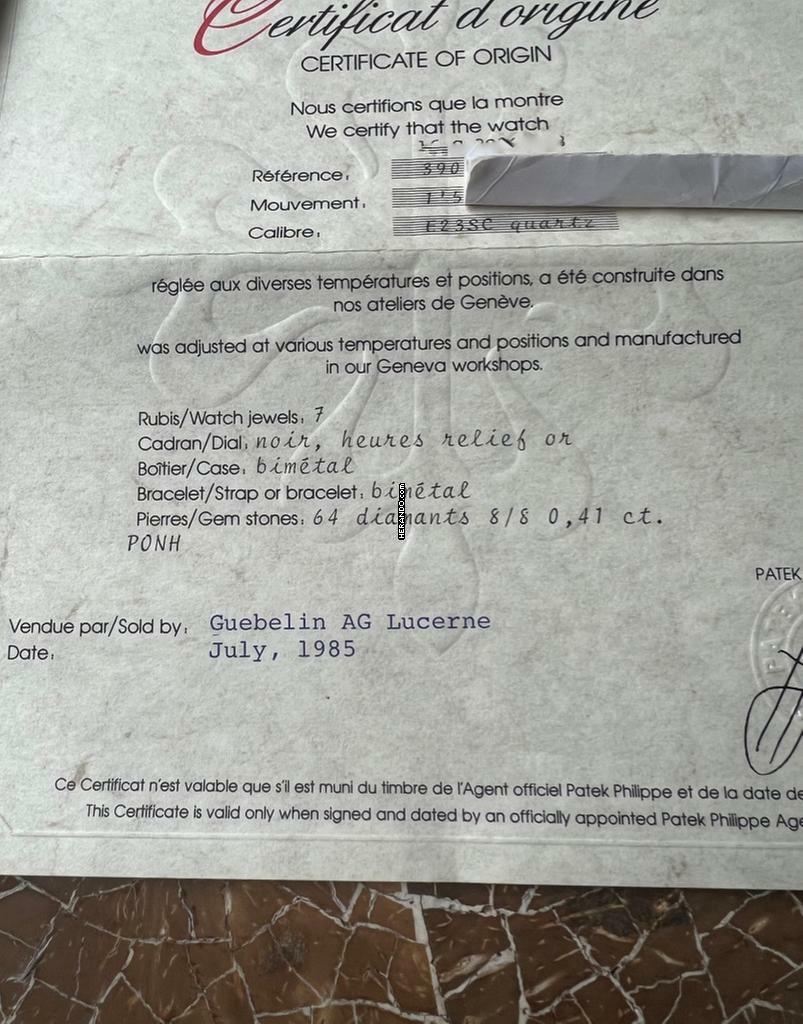 Certificat d'origine
CERTIFICATE OF ORIGIN
Nous certifions que la montre
We certify that the watch
Référence:
390
Mouvement:
Calibre: E23SC quartz
réglée aux diverses températures et positions, a été construite dans
nos ateliers de Genève.
was adjusted at various temperatures and positions and manufactured
in our Geneva workshops.
Rubis/Watch jewels: 7
Cadran/Dial: noir, heures relief or
Boîtier/Case: bimétal
Bracelet/Strap or bracelet: bimétal
Pierres/Gem stones: 64 diamants 8/8 0,41 ct.
PONH
HERANDO.com
PATEK
Vendue par/Sold by: Guebelin AG Lucerne
Date: July, 1985
Ce Certificat n'est valable que s'il est muni du timbre de l'Agent officiel Patek Philippe et de la date de
This Certificate is valid only when signed and dated by an officially appointed Patek Philippe Age